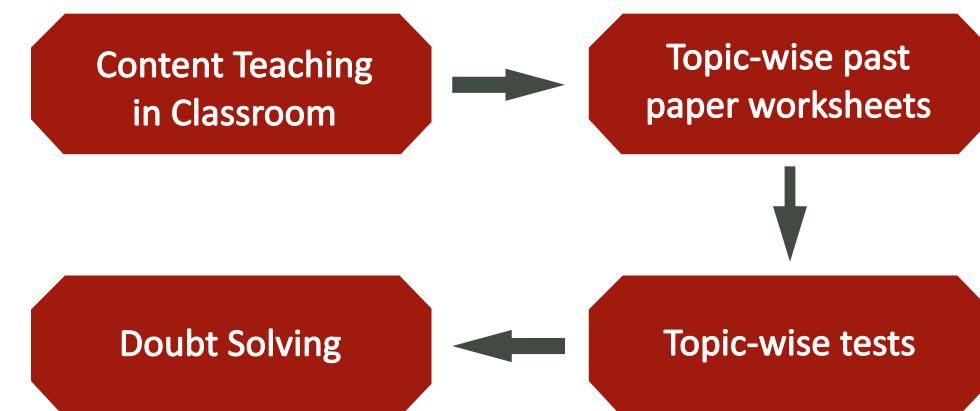 Content Teaching
in Classroom
Topic-wise past
paper worksheets
Topic-wise tests
Doubt Solving